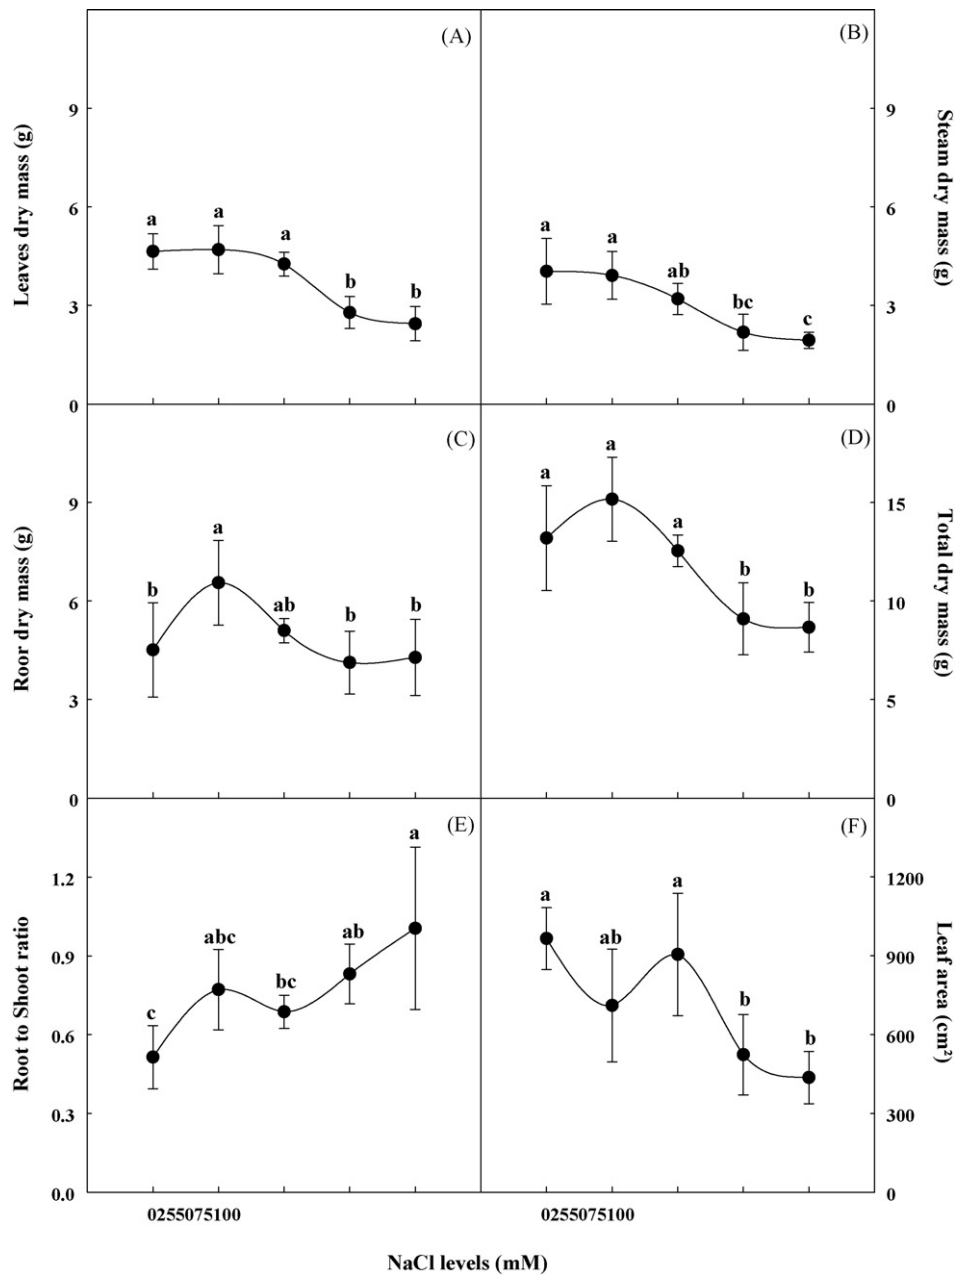 (A)
(B)
9
9
Leaves dry mass (g)
Steam dry mass (g)
6
6
a
a
a
b
b
a
a
ab
bc
c
3
3
0
0
(C)
(D)
9
15
Roor dry mass (g)
Total dry mass (g)
b
a
ab
b
b
a
a
a
b
b
6
10
3
5
0
0
(E)
(F)
1.2
1200
Root to Shoot ratio
Leaf area (cm²)
c
abc
bc
ab
a
a
ab
a
b
b
0.9
900
0.6
600
0.3
300
0.0
0
0255075100
0255075100
NaCl levels (mM)